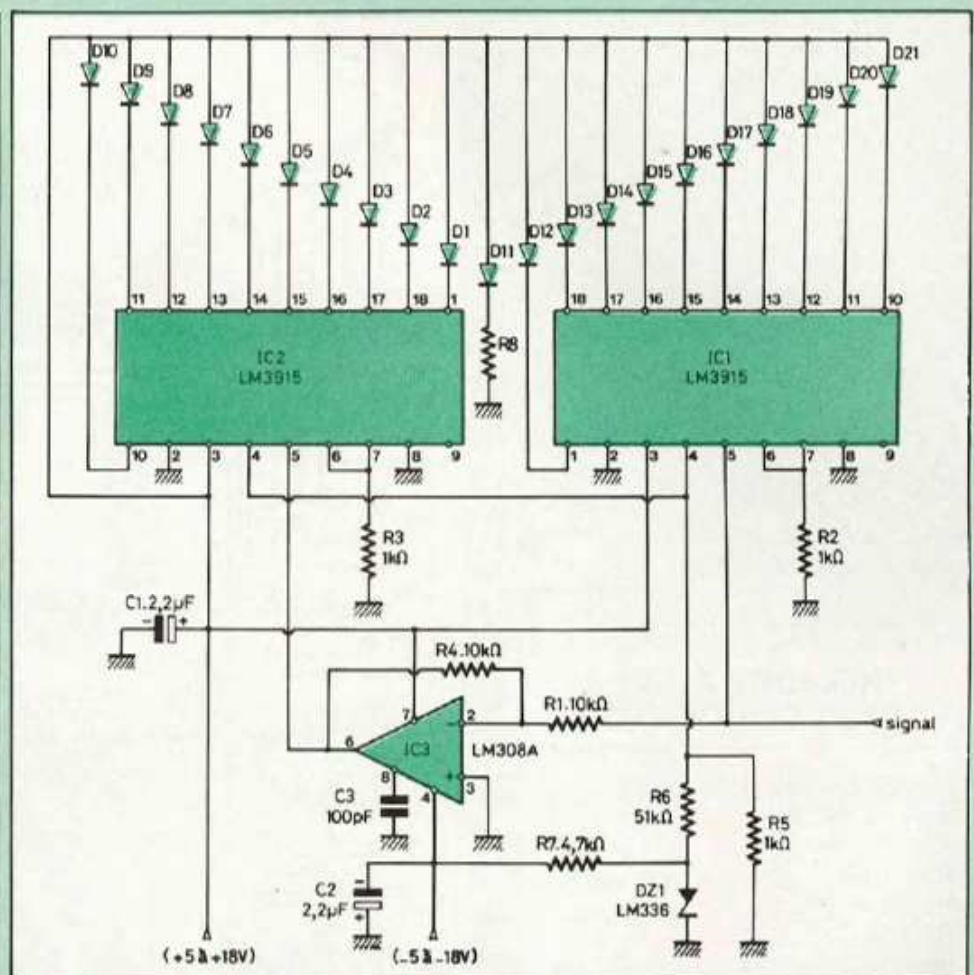 D10
D9
D8
D7
D6
D5
D4
D3
D2
D1
D11
D12
D13
D14
D15
D16
D17
D18
D19
D20
D21
11 12 13 14 15 16 17 18 1
18 17 16 15 14 13 12 11 10
IC2
LM3915
R8
IC1
LM3915
10 2 3 4 5 6 7 8 9
1 2 3 4 5 6 7 8 9
R3
1kΩ
R2
1kΩ
C1.2,2µF
- +
R4.10kΩ
R1.10kΩ
signal
7
2
-
6
IC3
LM308A
8
+
3
4
C3
100pF
R6
51kΩ
R5
1kΩ
R7.4,7kΩ
C2
2,2µF
-
+
DZ1
LM336
(+5 à +18V)
(-5 à -18V)